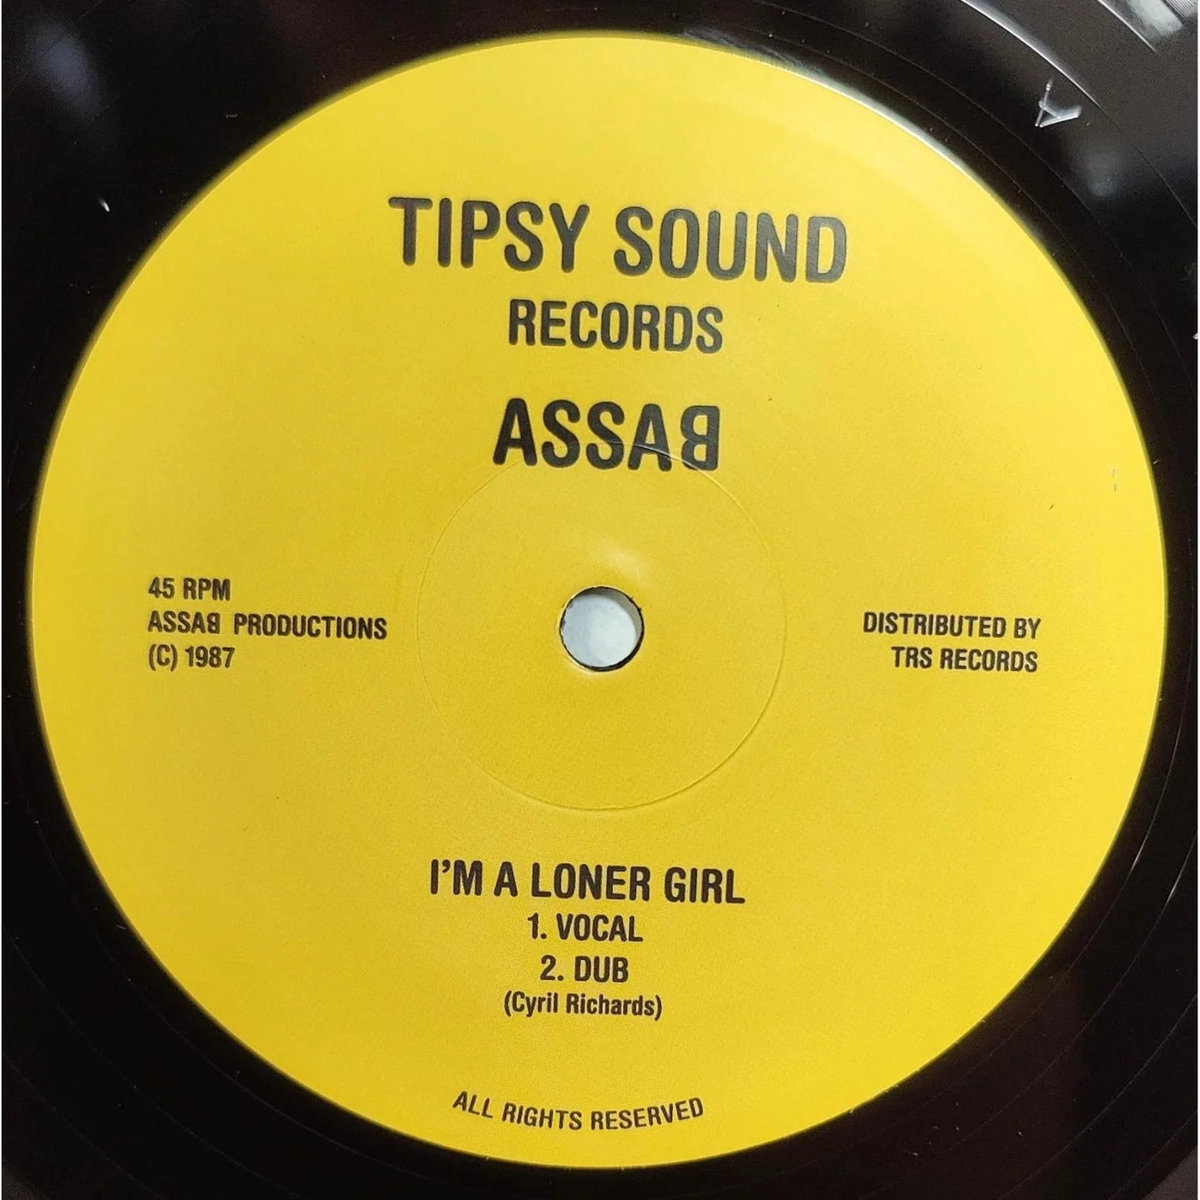 TIPSY SOUND
RECORDS
ASSAB
45 RPM
ASSAB PRODUCTIONS
(C) 1987
DISTRIBUTED BY
TRS RECORDS
I'M A LONER GIRL
1. VOCAL
2. DUB
(Cyril Richards)
ALL RIGHTS RESERVED